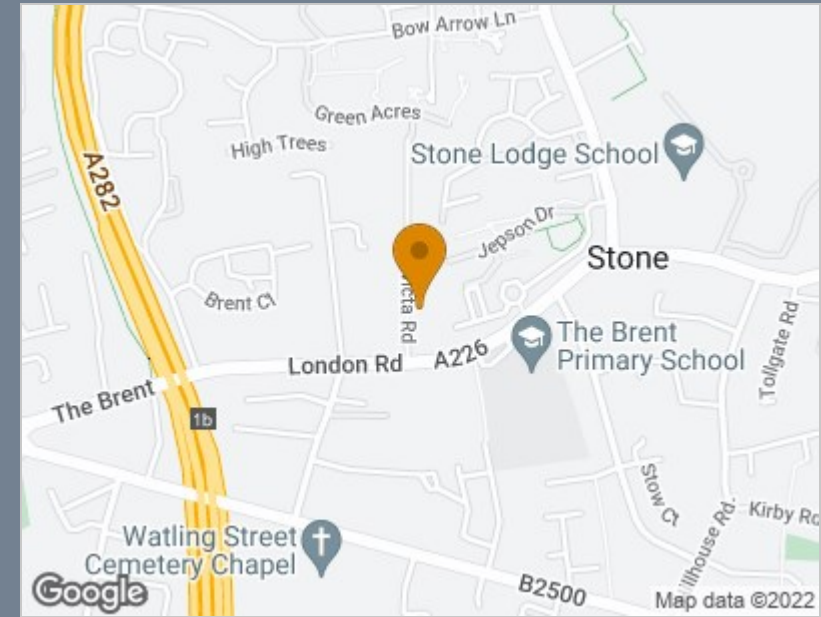 Bow Arrow Ln
Green Acres
High Trees
A282
Stone Lodge School
Jepson Dr
Stone
Brent Ct
Tollgate Rd
London Rd
A226
The Brent
Primary School
The Brent
1b
Stow Ct
Kirby Rd
Watling Street
Cemetery Chapel
B2500
Google
Map data ©2022